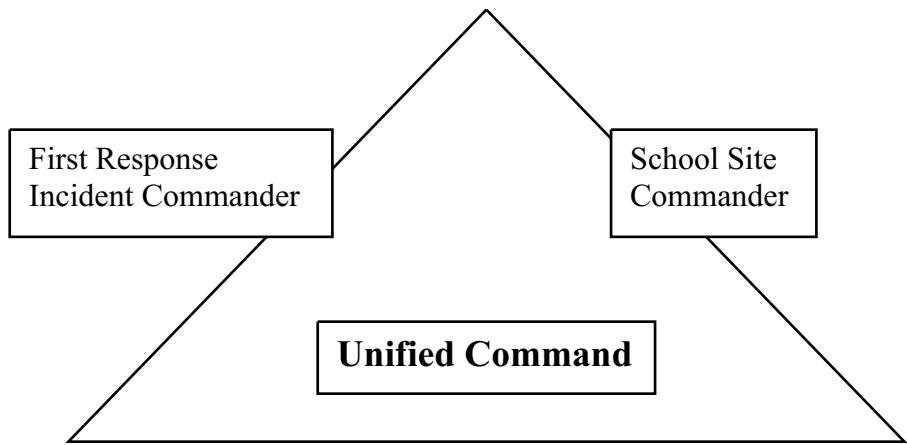 First Response
Incident Commander
School Site
Commander
Unified Command